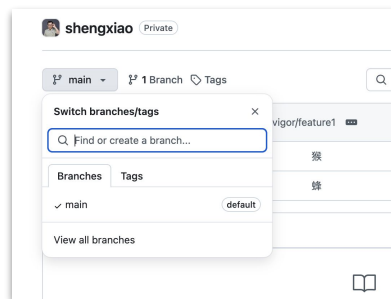 shengxiao Private
main 1 Branch Tags
Switch branches/tags
vigor/feature1
Find or create a branch...
猴
Branches Tags
蜂
main default
View all branches